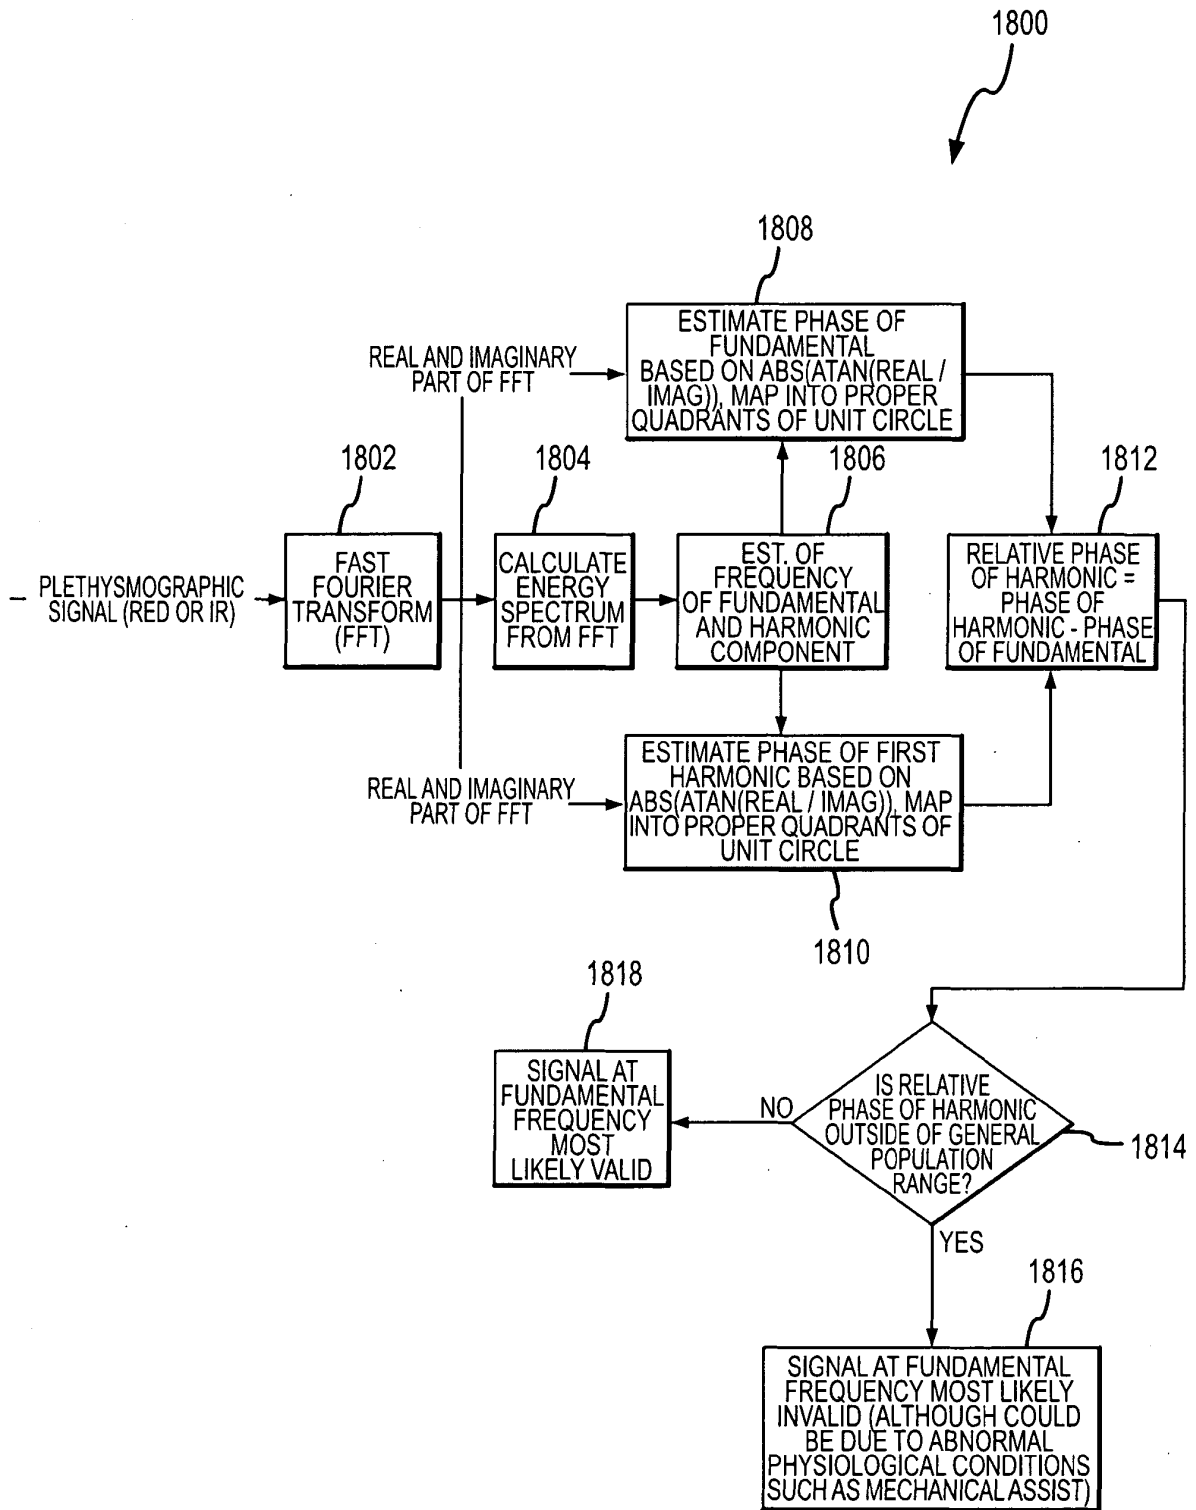 1800
1808
ESTIMATE PHASE OF
FUNDAMENTAL
BASED ON ABS(ATAN(REAL /
IMAG)), MAP INTO PROPER
QUADRANTS OF UNIT CIRCLE
REAL AND IMAGINARY
PART OF FFT
1802
1804
1806
1812
PLETHYSMOGRAPHIC
SIGNAL (RED OR IR)
FAST
FOURIER
TRANSFORM
(FFT)
CALCULATE
ENERGY
SPECTRUM
FROM FFT
EST. OF
FREQUENCY
OF FUNDAMENTAL
AND HARMONIC
COMPONENT
RELATIVE PHASE
OF HARMONIC =
PHASE OF
HARMONIC - PHASE
OF FUNDAMENTAL
REAL AND IMAGINARY
PART OF FFT
ESTIMATE PHASE OF FIRST
HARMONIC BASED ON
ABS(ATAN(REAL / IMAG)), MAP
INTO PROPER QUADRANTS OF
UNIT CIRCLE
1810
1818
SIGNAL AT
FUNDAMENTAL
FREQUENCY
MOST
LIKELY VALID
NO
IS RELATIVE
PHASE OF HARMONIC
OUTSIDE OF GENERAL
POPULATION
RANGE?
1814
YES
1816
SIGNAL AT FUNDAMENTAL
FREQUENCY MOST LIKELY
INVALID (ALTHOUGH COULD
BE DUE TO ABNORMAL
PHYSIOLOGICAL CONDITIONS
SUCH AS MECHANICAL ASSIST)